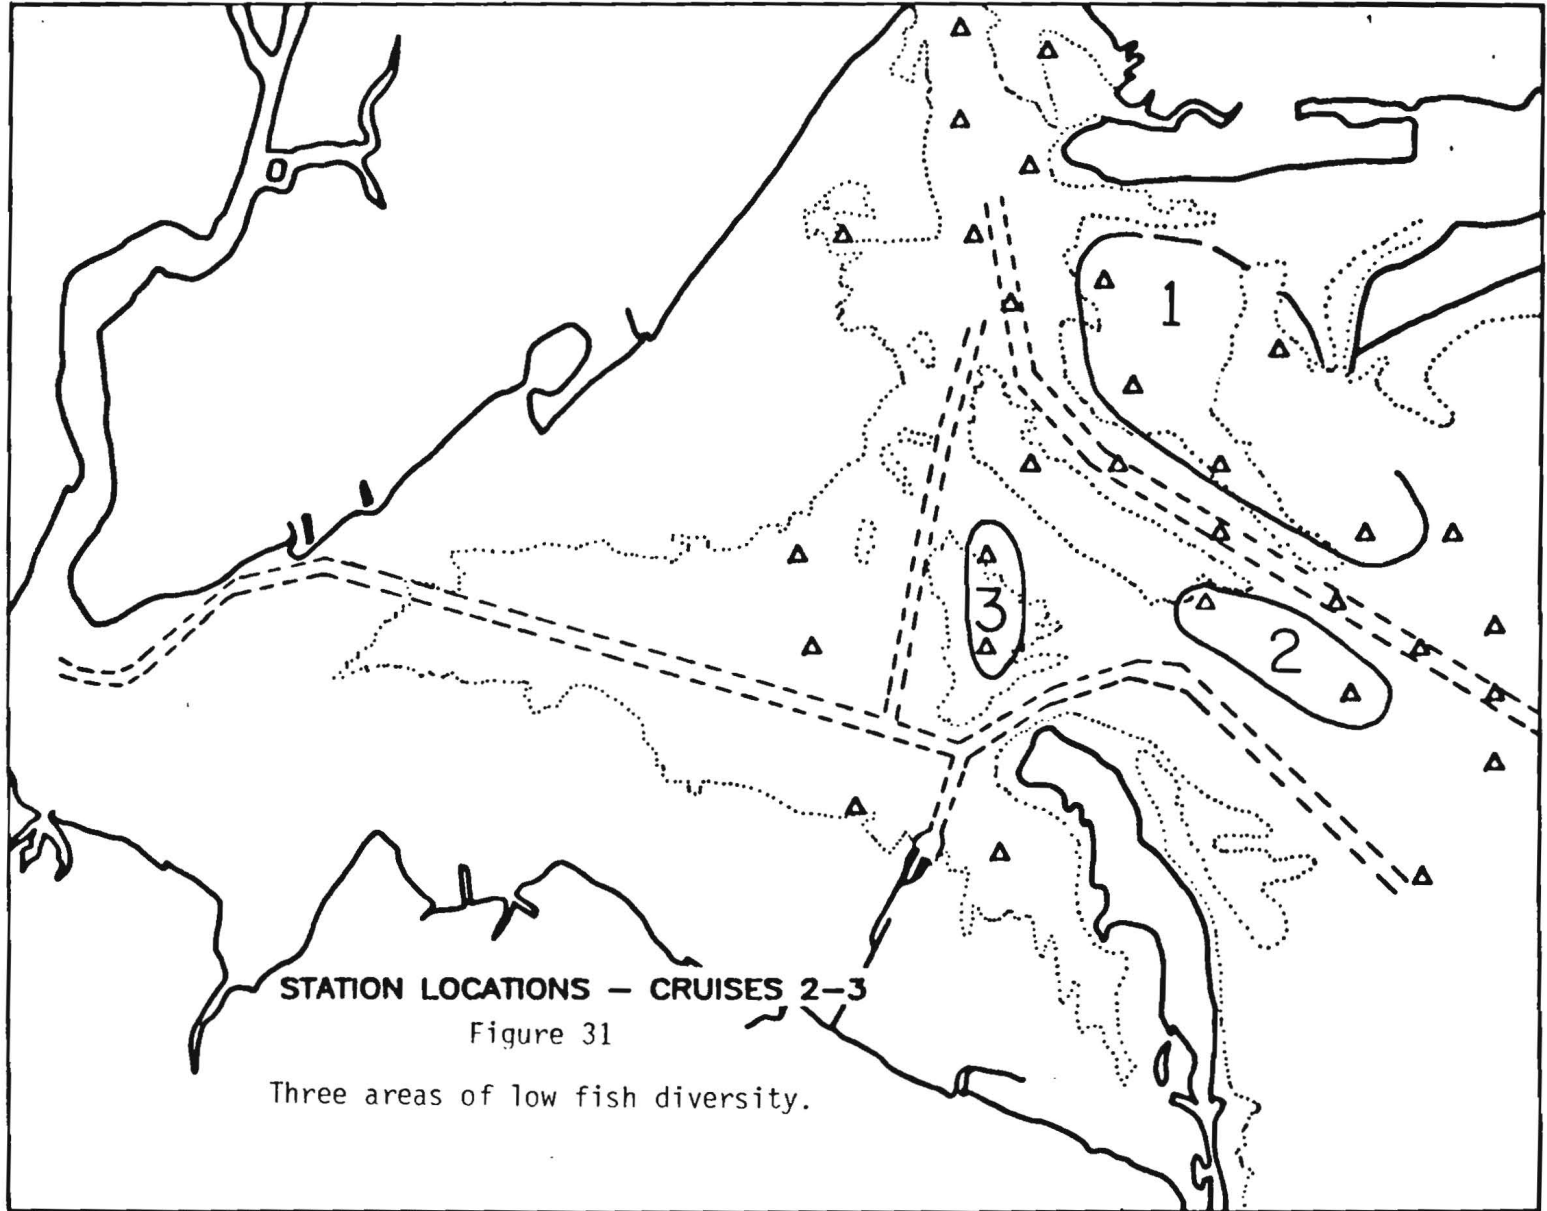 1
3
2
STATION LOCATIONS – CRUISES 2–3
Figure 31
Three areas of low fish diversity.